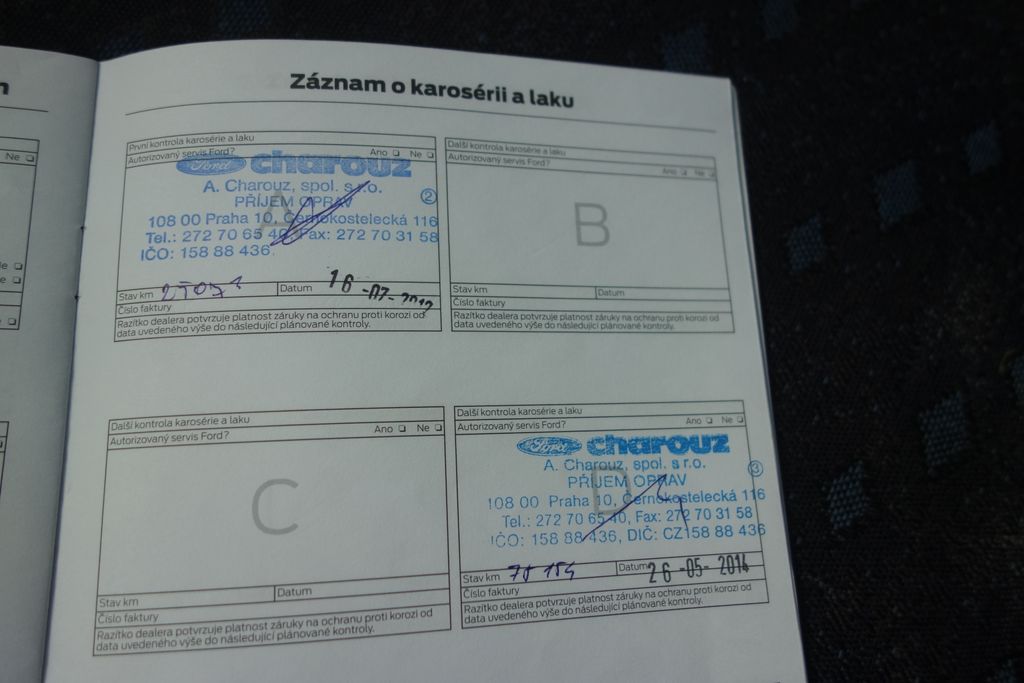 Záznam o karosérii a laku
První kontrola karosérie a laku
Autorizovaný servis Ford? Ano Ne
Ford charouz
A. Charouz, spol. s r.o.
PŘÍJEM OPRAV 2
108 00 Praha 10, Černokostelecká 116
Tel.: 272 70 65 40, Fax: 272 70 31 58
IČO: 158 88 436
A
Stav km Datum 16 -07-
Číslo faktury
Razítko dealera potvrzuje platnost záruky na ochranu proti korozi od
data uvedeného výše do následující plánované kontroly.
Další kontrola karosérie a laku
Autorizovaný servis Ford? Ano Ne
B
Stav km Datum
Číslo faktury
Razítko dealera potvrzuje platnost záruky na ochranu proti korozi od
data uvedeného výše do následující plánované kontroly.
Další kontrola karosérie a laku
Autorizovaný servis Ford? Ano Ne
C
Stav km Datum
Číslo faktury
Razítko dealera potvrzuje platnost záruky na ochranu proti korozi od
data uvedeného výše do následující plánované kontroly.
Další kontrola karosérie a laku
Autorizovaný servis Ford? Ano Ne
Ford charouz
A. Charouz, spol. s r.o.
PŘÍJEM OPRAV 3
108 00 Praha 10, Černokostelecká 116
Tel.: 272 70 65 40, Fax: 272 70 31 58
IČO: 158 88 436, DIČ: CZ158 88 436
D
Stav km Datum 26 -05- 2014
Číslo faktury
Razítko dealera potvrzuje platnost záruky na ochranu proti korozi od
data uvedeného výše do následující plánované kontroly.